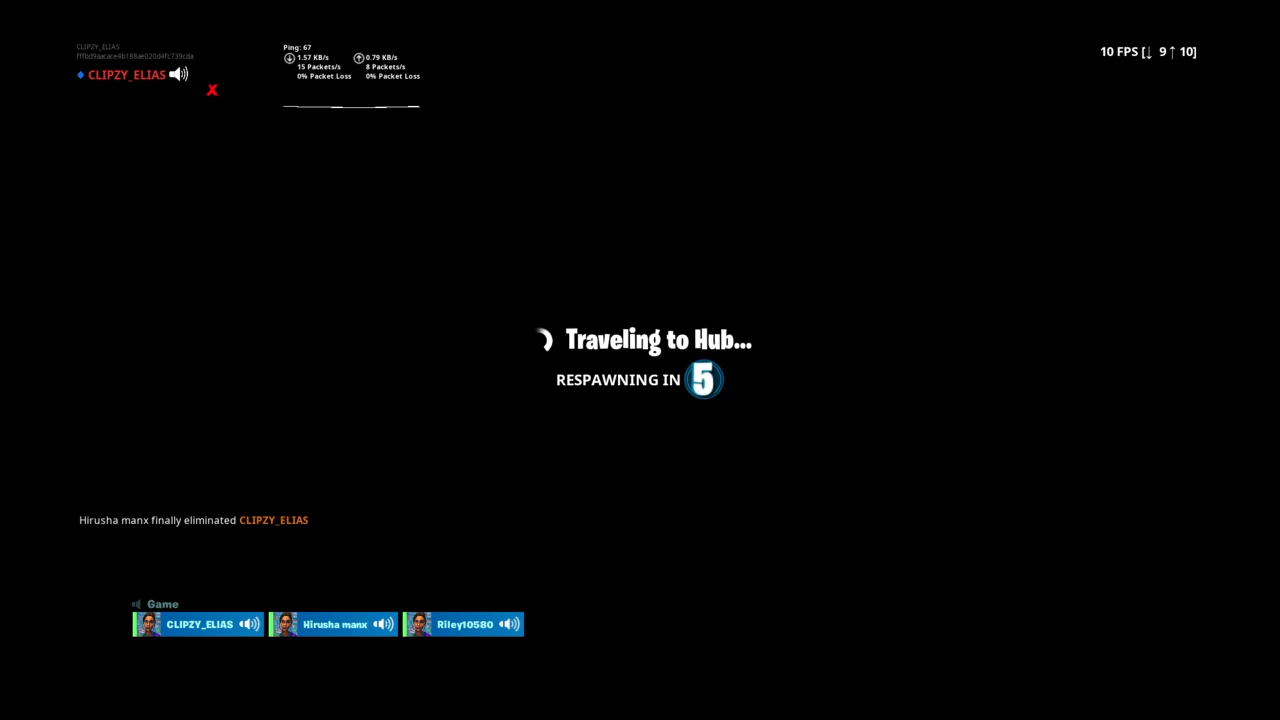 CLIPZY_ELIAS
fffbd9aacace4b188ae020d4fc739cda
CLIPZY_ELIAS
X
Ping: 67
1.57 KB/s
15 Packets/s
0% Packet Loss
0.79 KB/s
8 Packets/s
0% Packet Loss
10 FPS [↓ 9 ↑ 10]
Traveling to Hub...
RESPAWNING IN 5
Hirusha manx finally eliminated CLIPZY_ELIAS
Game
CLIPZY_ELIAS
Hirusha manx
Riley10580